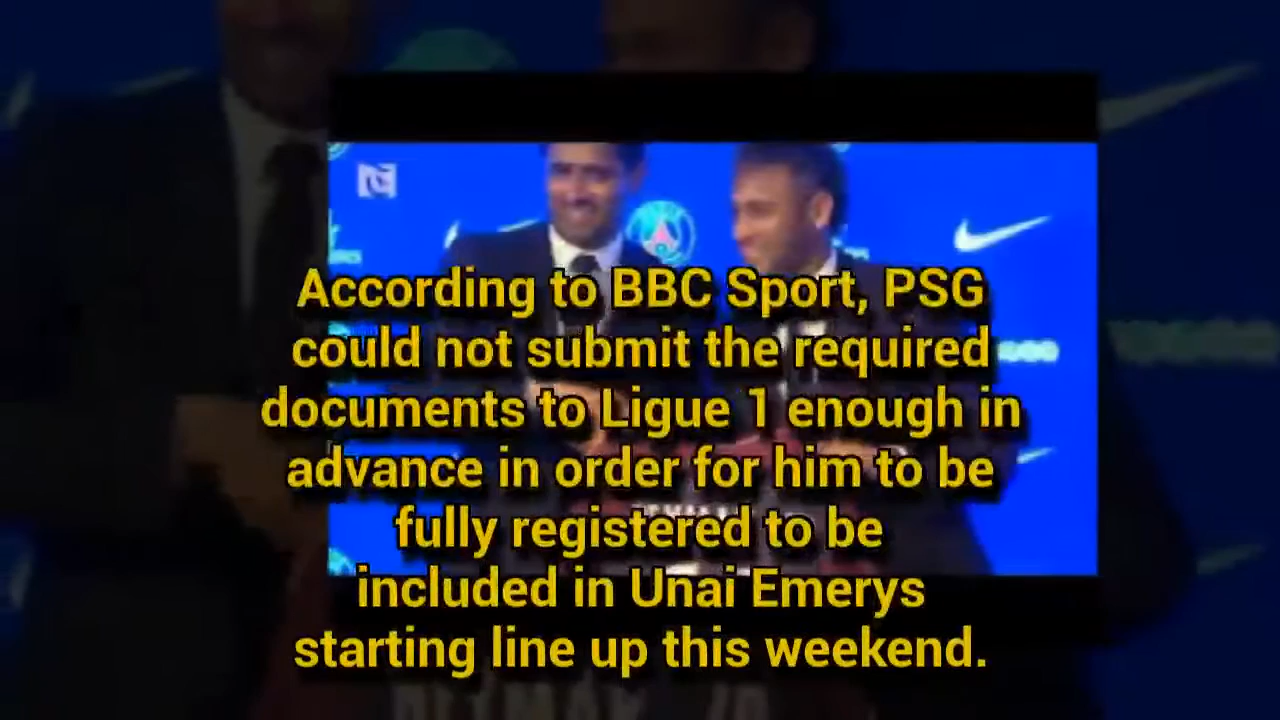 According to BBC Sport, PSG
could not submit the required
documents to Ligue 1 enough in
advance in order for him to be
fully registered to be
included in Unai Emerys
starting line up this weekend.